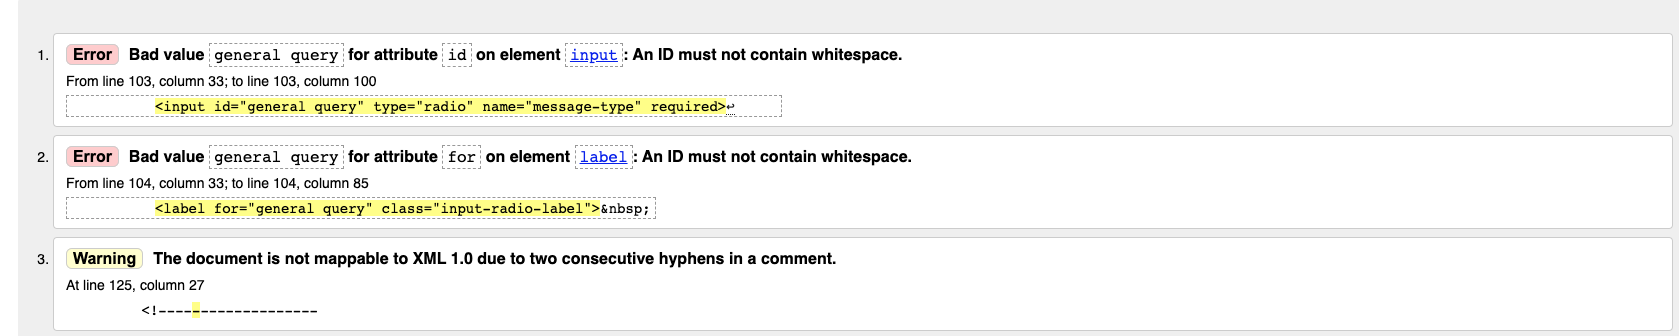 1. Error Bad value general query for attribute id on element input: An ID must not contain whitespace.
From line 103, column 33; to line 103, column 100
<input id="general query" type="radio" name="message-type" required>↩
2. Error Bad value general query for attribute for on element label: An ID must not contain whitespace.
From line 104, column 33; to line 104, column 85
<label for="general query" class="input-radio-label">&nbsp;
3. Warning The document is not mappable to XML 1.0 due to two consecutive hyphens in a comment.
At line 125, column 27
<!-------------------